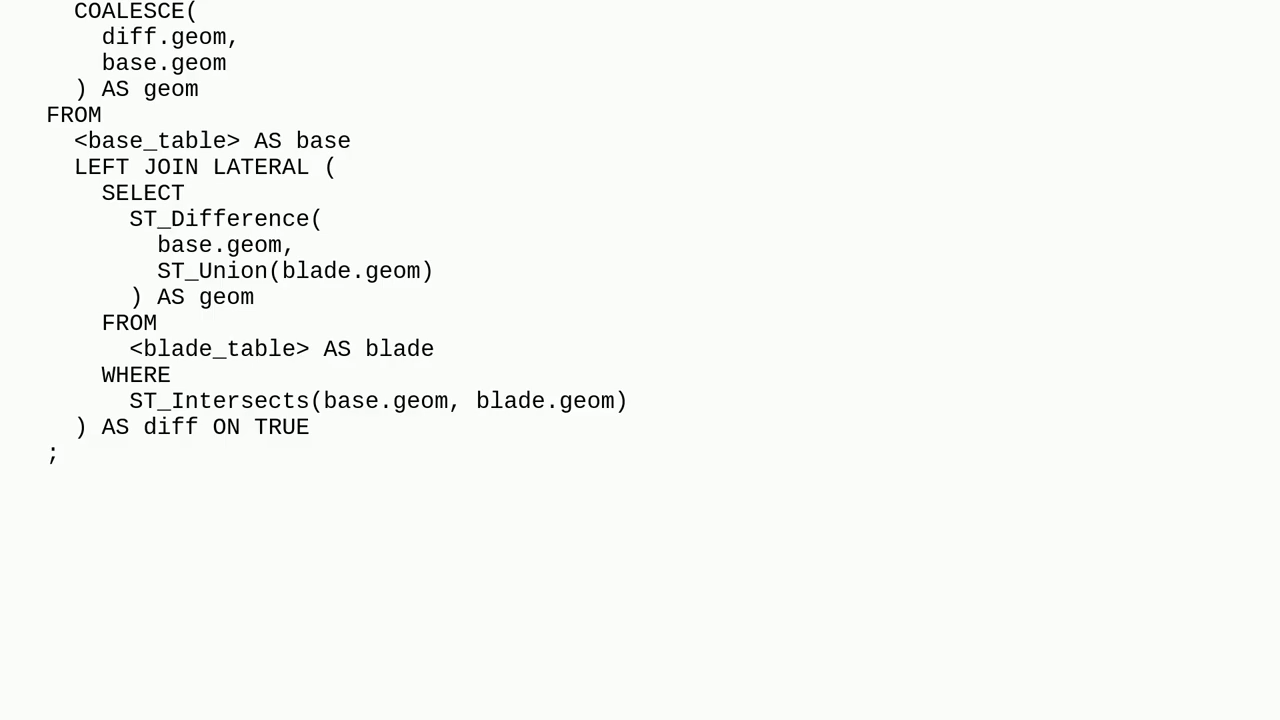 COALESCE(
diff.geom,
base.geom
) AS geom
FROM
<base_table> AS base
LEFT JOIN LATERAL (
SELECT
ST_Difference(
base.geom,
ST_Union(blade.geom)
) AS geom
FROM
<blade_table> AS blade
WHERE
ST_Intersects(base.geom, blade.geom)
) AS diff ON TRUE
;